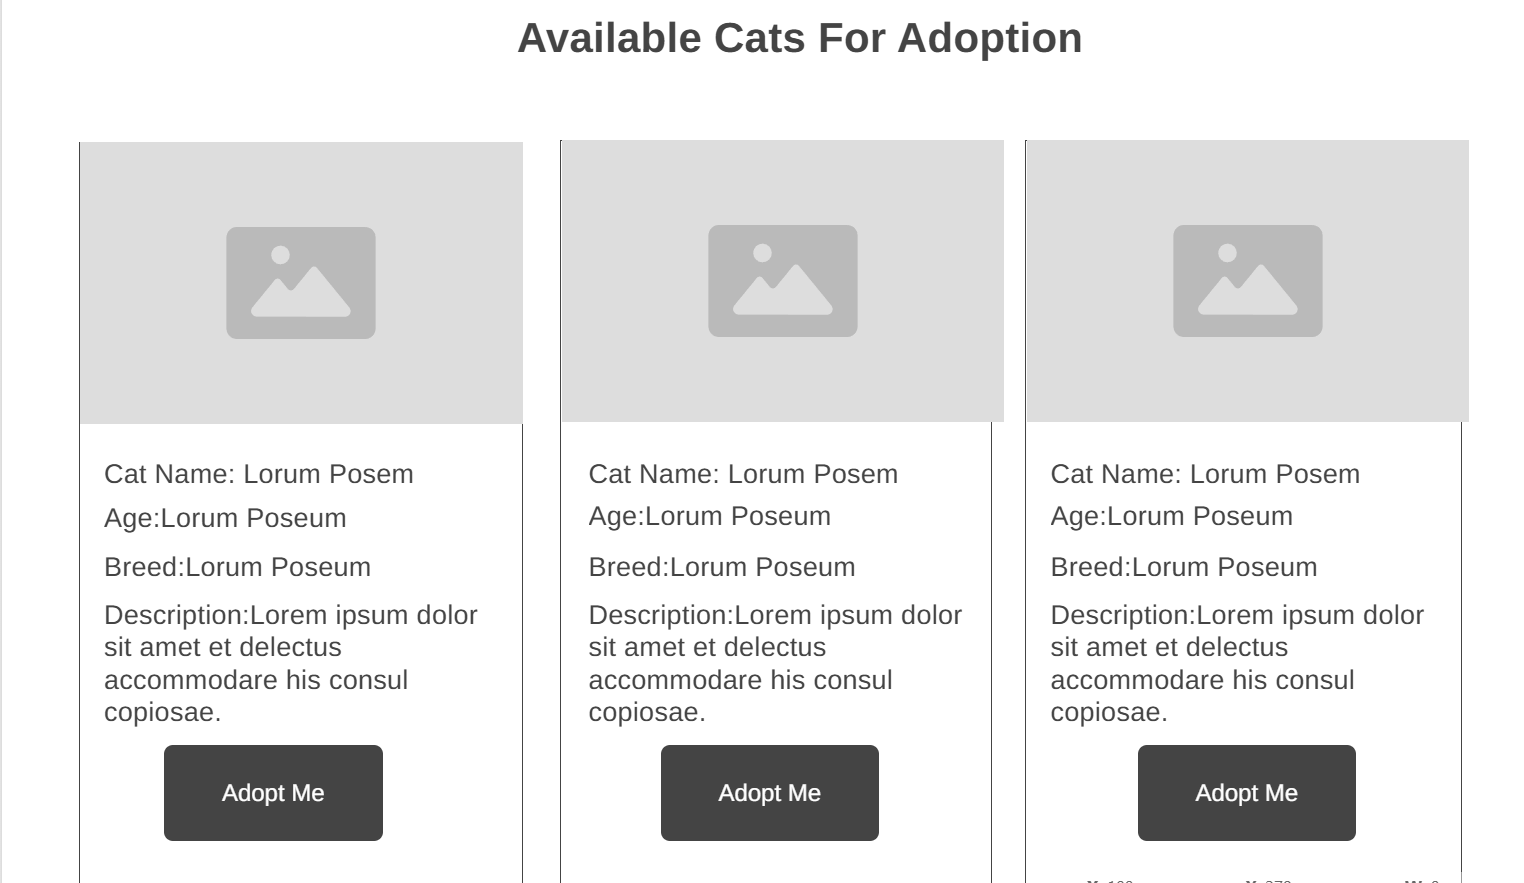 Available Cats For Adoption
Cat Name: Lorum Posem
Age:Lorum Poseum
Breed:Lorum Poseum
Description:Lorem ipsum dolor
sit amet et delectus
accommodare his consul
copiosae.
Adopt Me
Cat Name: Lorum Posem
Age:Lorum Poseum
Breed:Lorum Poseum
Description:Lorem ipsum dolor
sit amet et delectus
accommodare his consul
copiosae.
Adopt Me
Cat Name: Lorum Posem
Age:Lorum Poseum
Breed:Lorum Poseum
Description:Lorem ipsum dolor
sit amet et delectus
accommodare his consul
copiosae.
Adopt Me